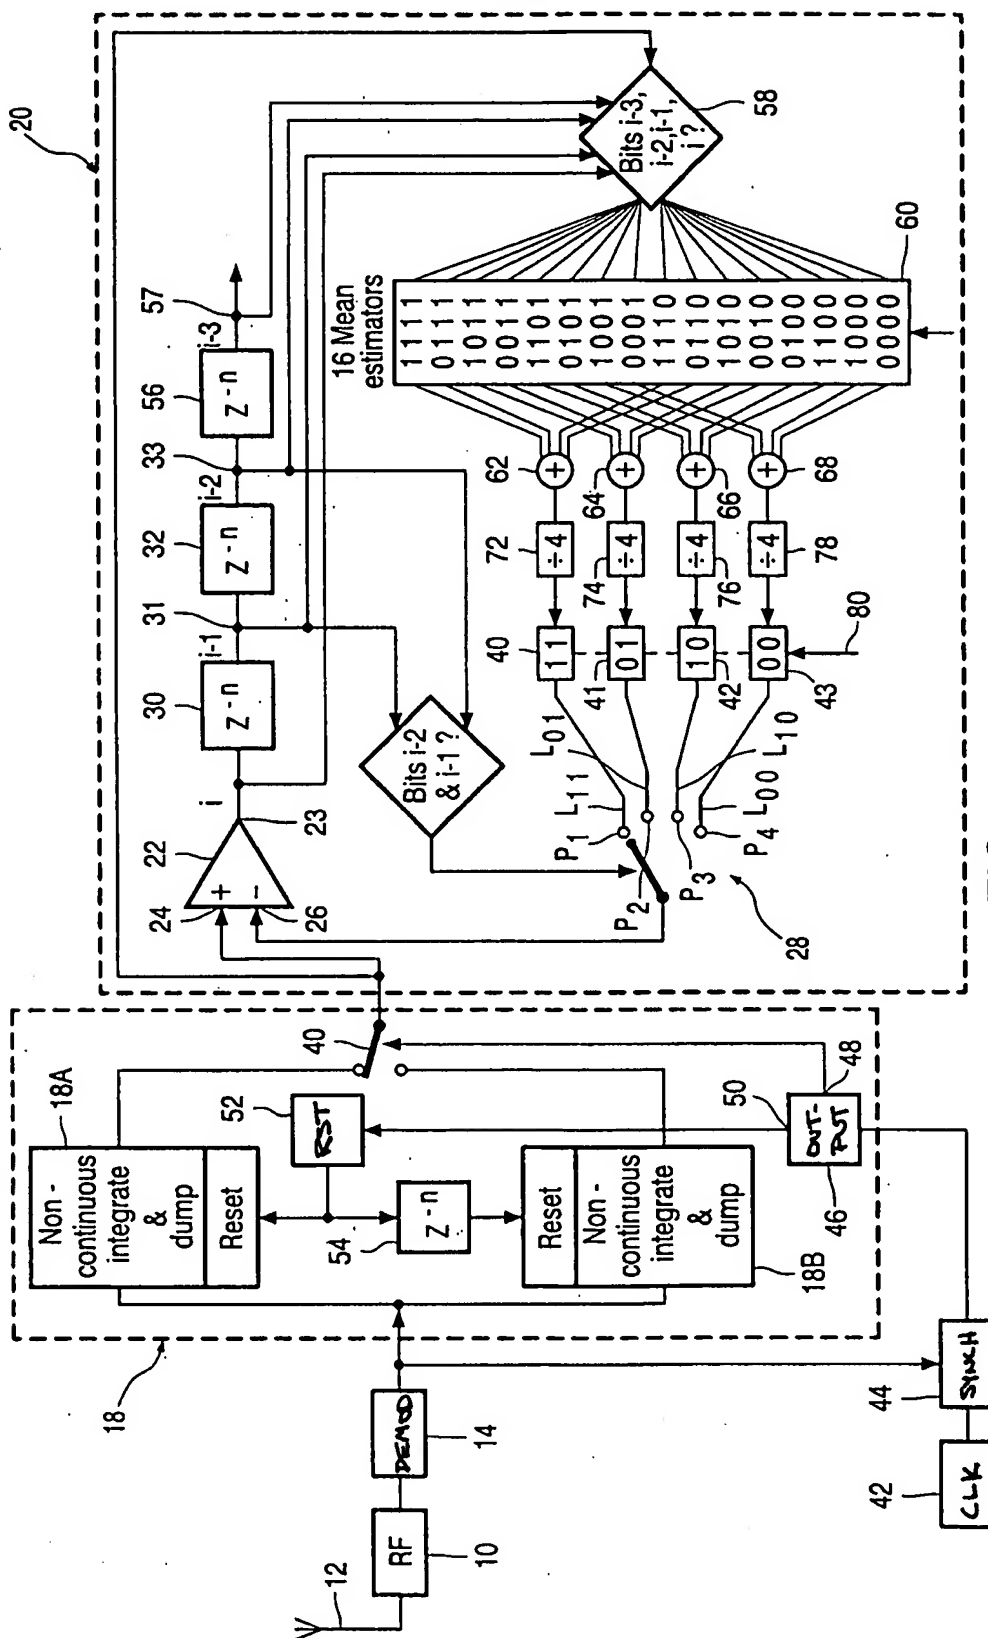 20
57
i-3
56
z-n
33
i-2
32
z-n
31
i-1
30
z-n
i
23
22
24
+
26
-
Bits i-3,
i-2,i-1,
i ?
58
Bits i-2
& i-1 ?
16 Mean
estimators
1111
0111
1011
0011
1101
0101
1001
0001
1110
0110
1010
0010
0100
1100
1000
0000
60
62
+
64
+
66
+
68
+
72
÷4
74
÷4
76
÷4
78
÷4
40
11
41
01
42
10
43
00
80
L11
L01
L10
L00
P1
P2
P3
P4
28
18
18A
Non -
continuous
integrate
&
dump
Reset
40
52
RST
54
z-n
Reset
Non -
continuous
integrate
&
dump
18B
50
48
OUT-
PUT
46
12
RF
10
DEMOD
14
SYNCH
44
CLK
42